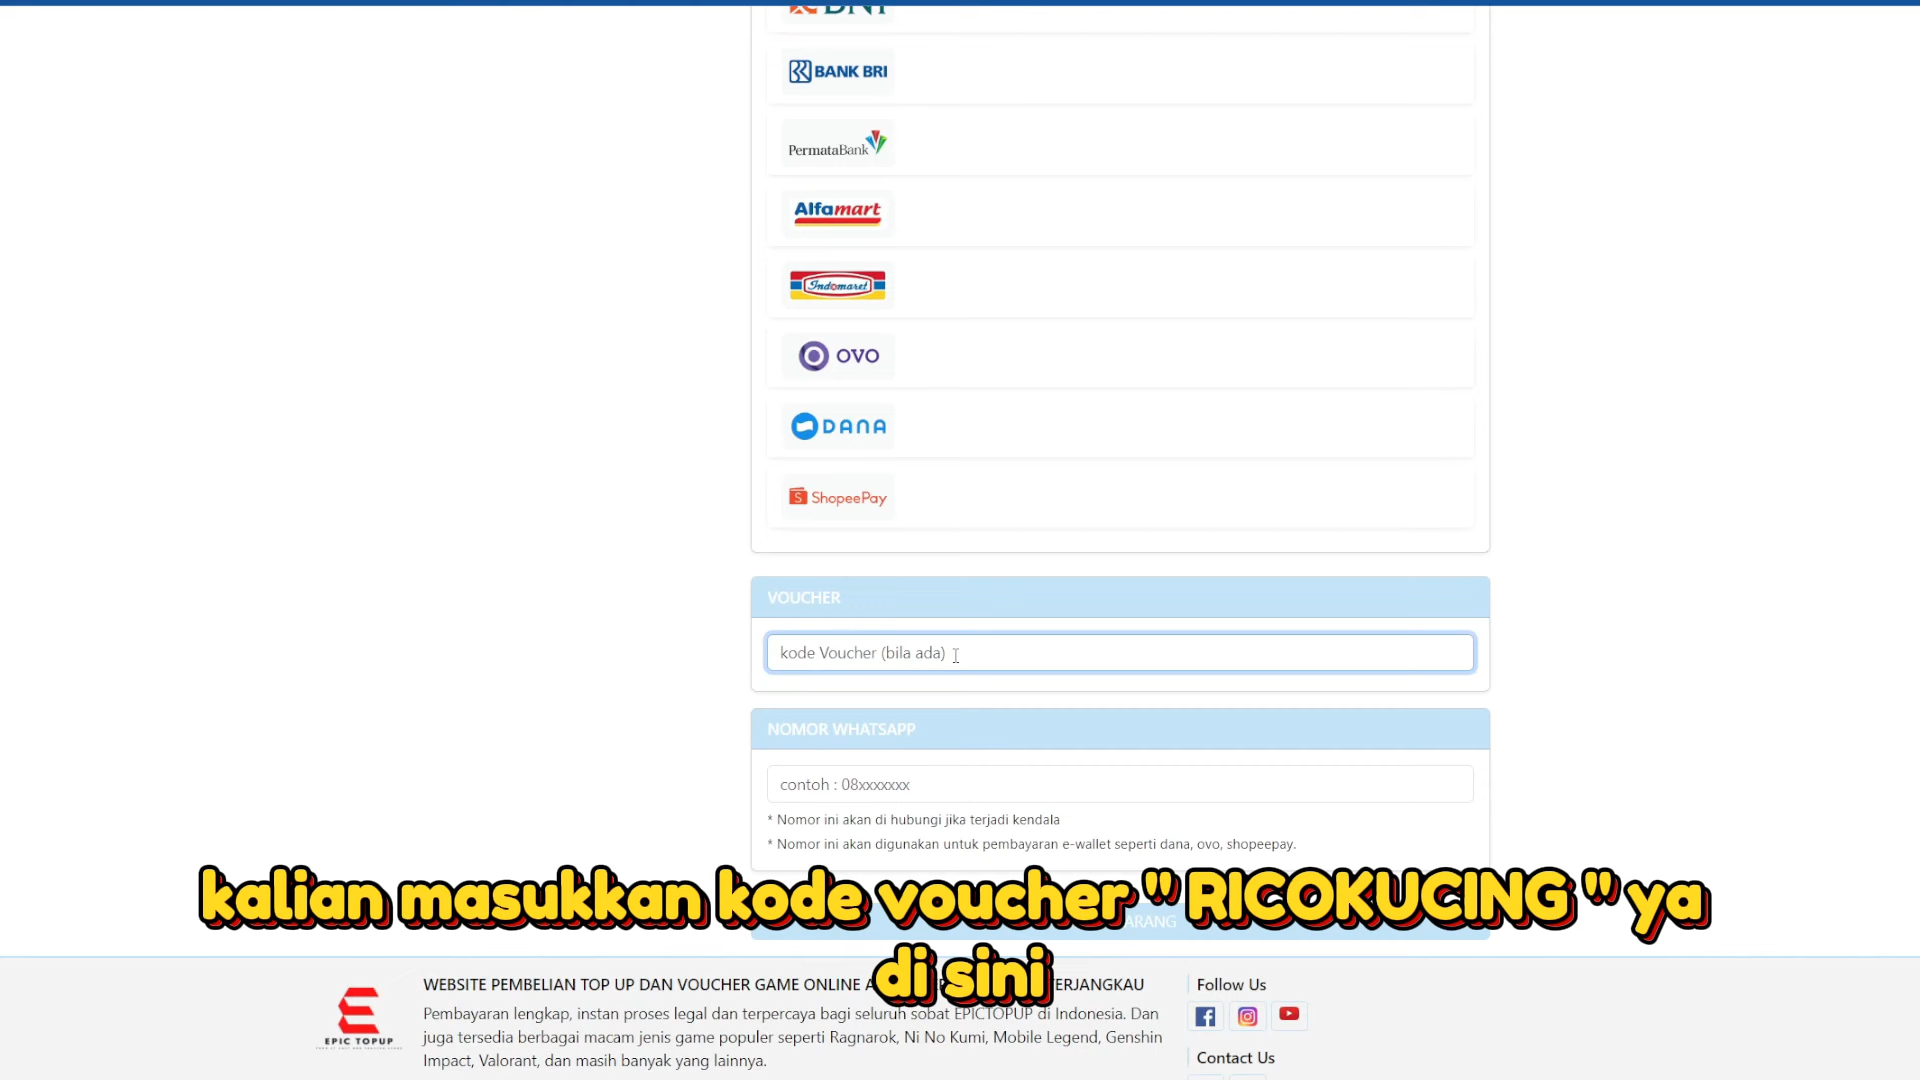 BNI
BANK BRI
PermataBank
Alfamart
Indomaret
OVO
DANA
S ShopeePay
VOUCHER
kode Voucher (bila ada)
NOMOR WHATSAPP
contoh : 08xxxxxxx
* Nomor ini akan di hubungi jika terjadi kendala
* Nomor ini akan digunakan untuk pembayaran e-wallet seperti dana, ovo, shopeepay.
kalian masukkan kode voucher " RICOKUCING " ya
di sini
ARANG
WEBSITE PEMBELIAN TOP UP DAN VOUCHER GAME ONLINE A ERJANGKAU
Pembayaran lengkap, instan proses legal dan terpercaya bagi seluruh sobat EPICTOPUP di Indonesia. Dan
juga tersedia berbagai macam jenis game populer seperti Ragnarok, Ni No Kumi, Mobile Legend, Genshin
Impact, Valorant, dan masih banyak yang lainnya.
EPIC TOPUP
Follow Us
Contact Us